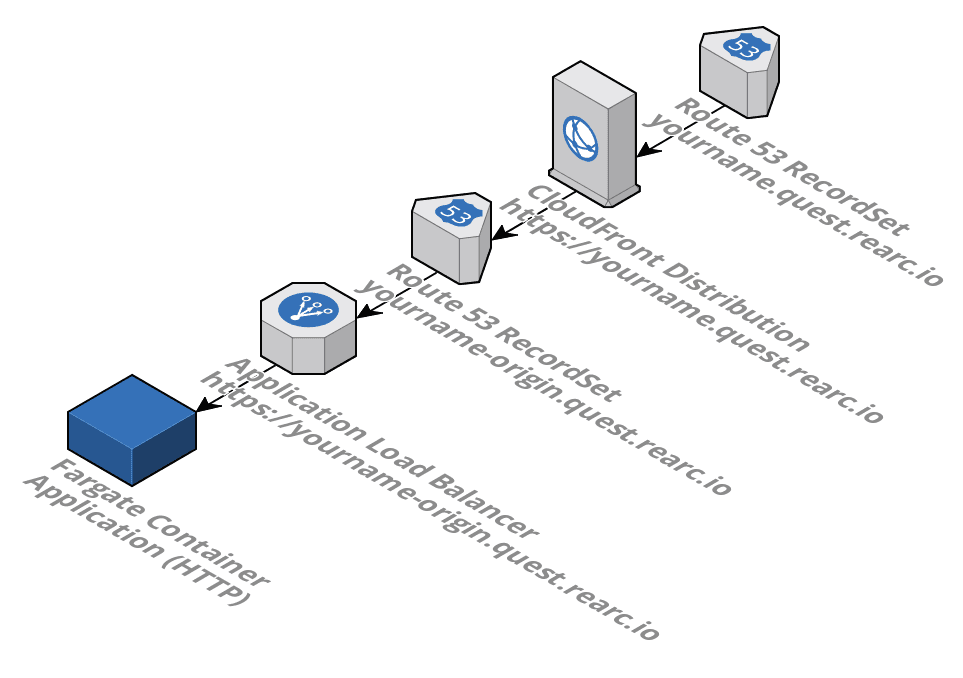 53
Route 53 RecordSet
yourname.quest.rearc.io
CloudFront Distribution
https://yourname.quest.rearc.io
53
Route 53 RecordSet
yourname-origin.quest.rearc.io
Application Load Balancer
https://yourname-origin.quest.rearc.io
Fargate Container
Application (HTTP)